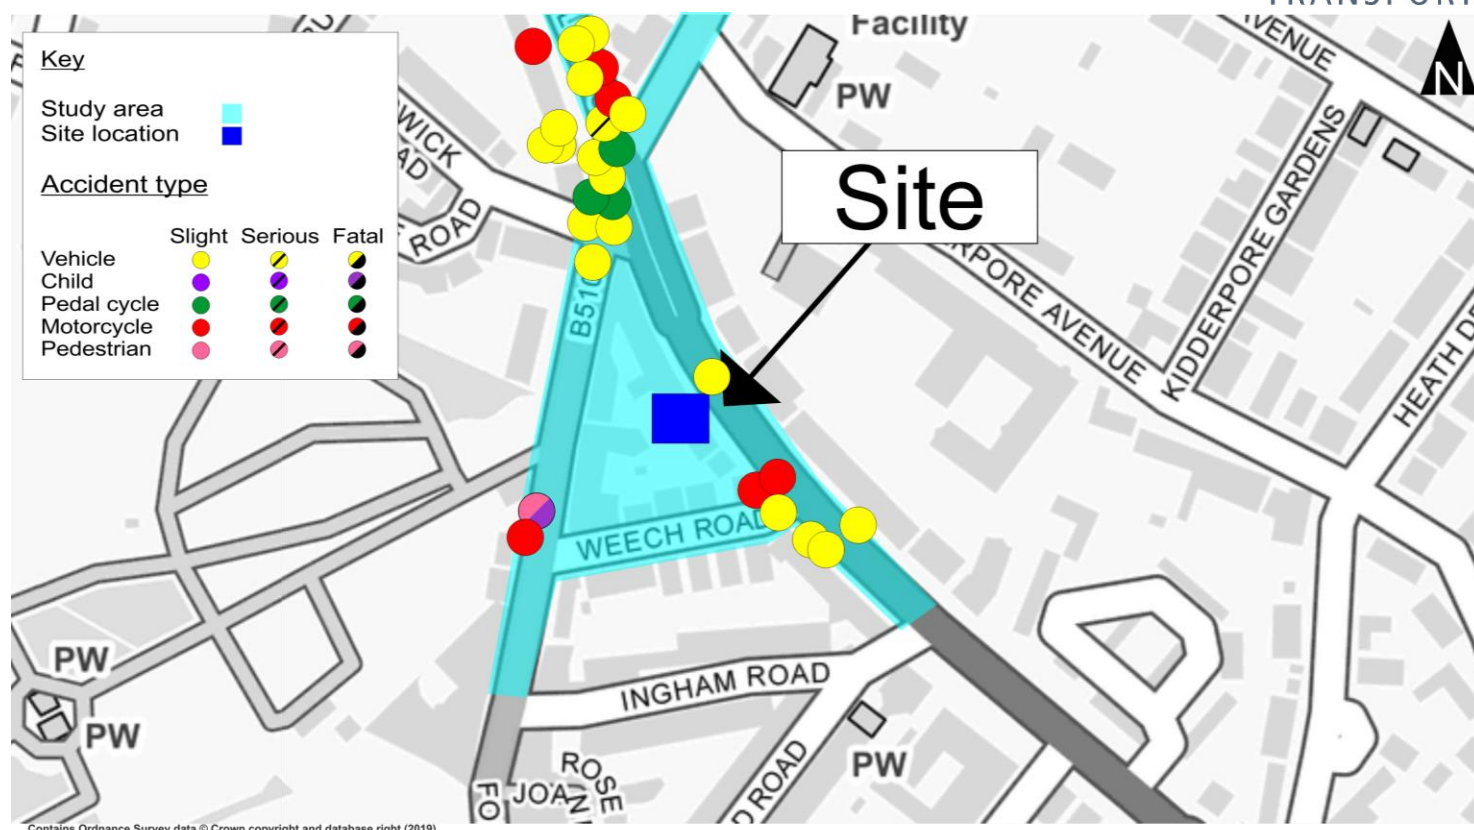 TRANSPORT
Key
Study area
Site location
Accident type
Slight Serious Fatal
Vehicle
Child
Pedal cycle
Motorcycle
Pedestrian
Facility
PW
AVENUE
N
Site
KIDDERPORE GARDENS
RPORE AVENUE
HEATH D
WICK
AD
ROAD
B510
WEECH ROAD
INGHAM ROAD
PW
PW
PW
D ROAD
ROSE
JOAN
FO
Contains Ordnance Survey data © Crown copyright and database right (2019)